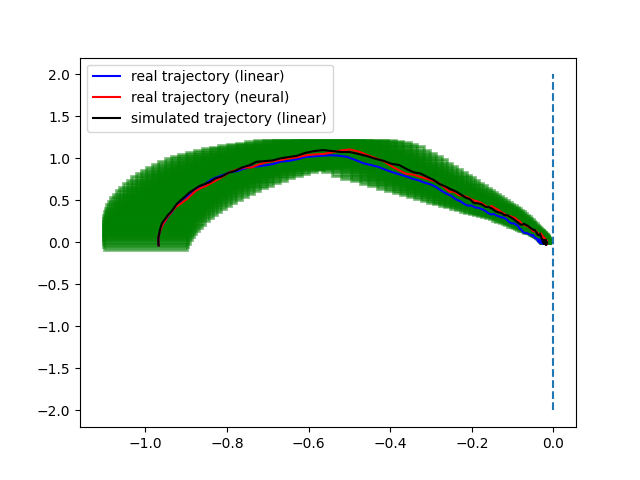 real trajectory (linear)
real trajectory (neural)
simulated trajectory (linear)
2.0
1.5
1.0
0.5
0.0
−0.5
−1.0
−1.5
−2.0
−1.0 −0.8 −0.6 −0.4 −0.2 0.0